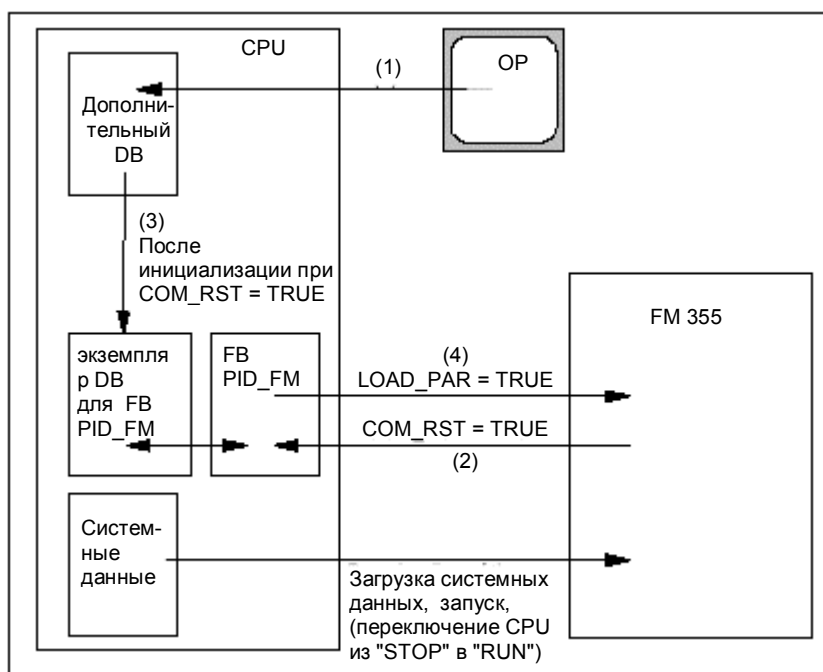 CPU
OP
(1)
Дополни-
тельный
DB
(3)
После
инициализации при
COM_RST = TRUE
FM 355
экземпля
р DB
для FB
PID_FM
FB
PID_FM
(4)
LOAD_PAR = TRUE
COM_RST = TRUE
(2)
Систем-
ные
данные
Загрузка системных
данных, запуск,
(переключение CPU
из "STOP" в "RUN")